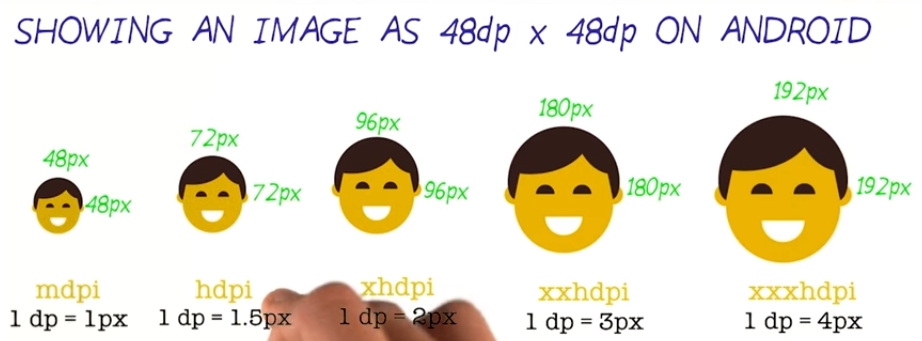 SHOWING AN IMAGE AS 48dp x 48dp ON ANDROID
48px
48px
mdpi
1 dp = 1px
72px
72px
hdpi
1 dp = 1.5px
96px
96px
xhdpi
1 dp = 2px
180px
180px
xxhdpi
1 dp = 3px
192px
192px
xxxhdpi
1 dp = 4px